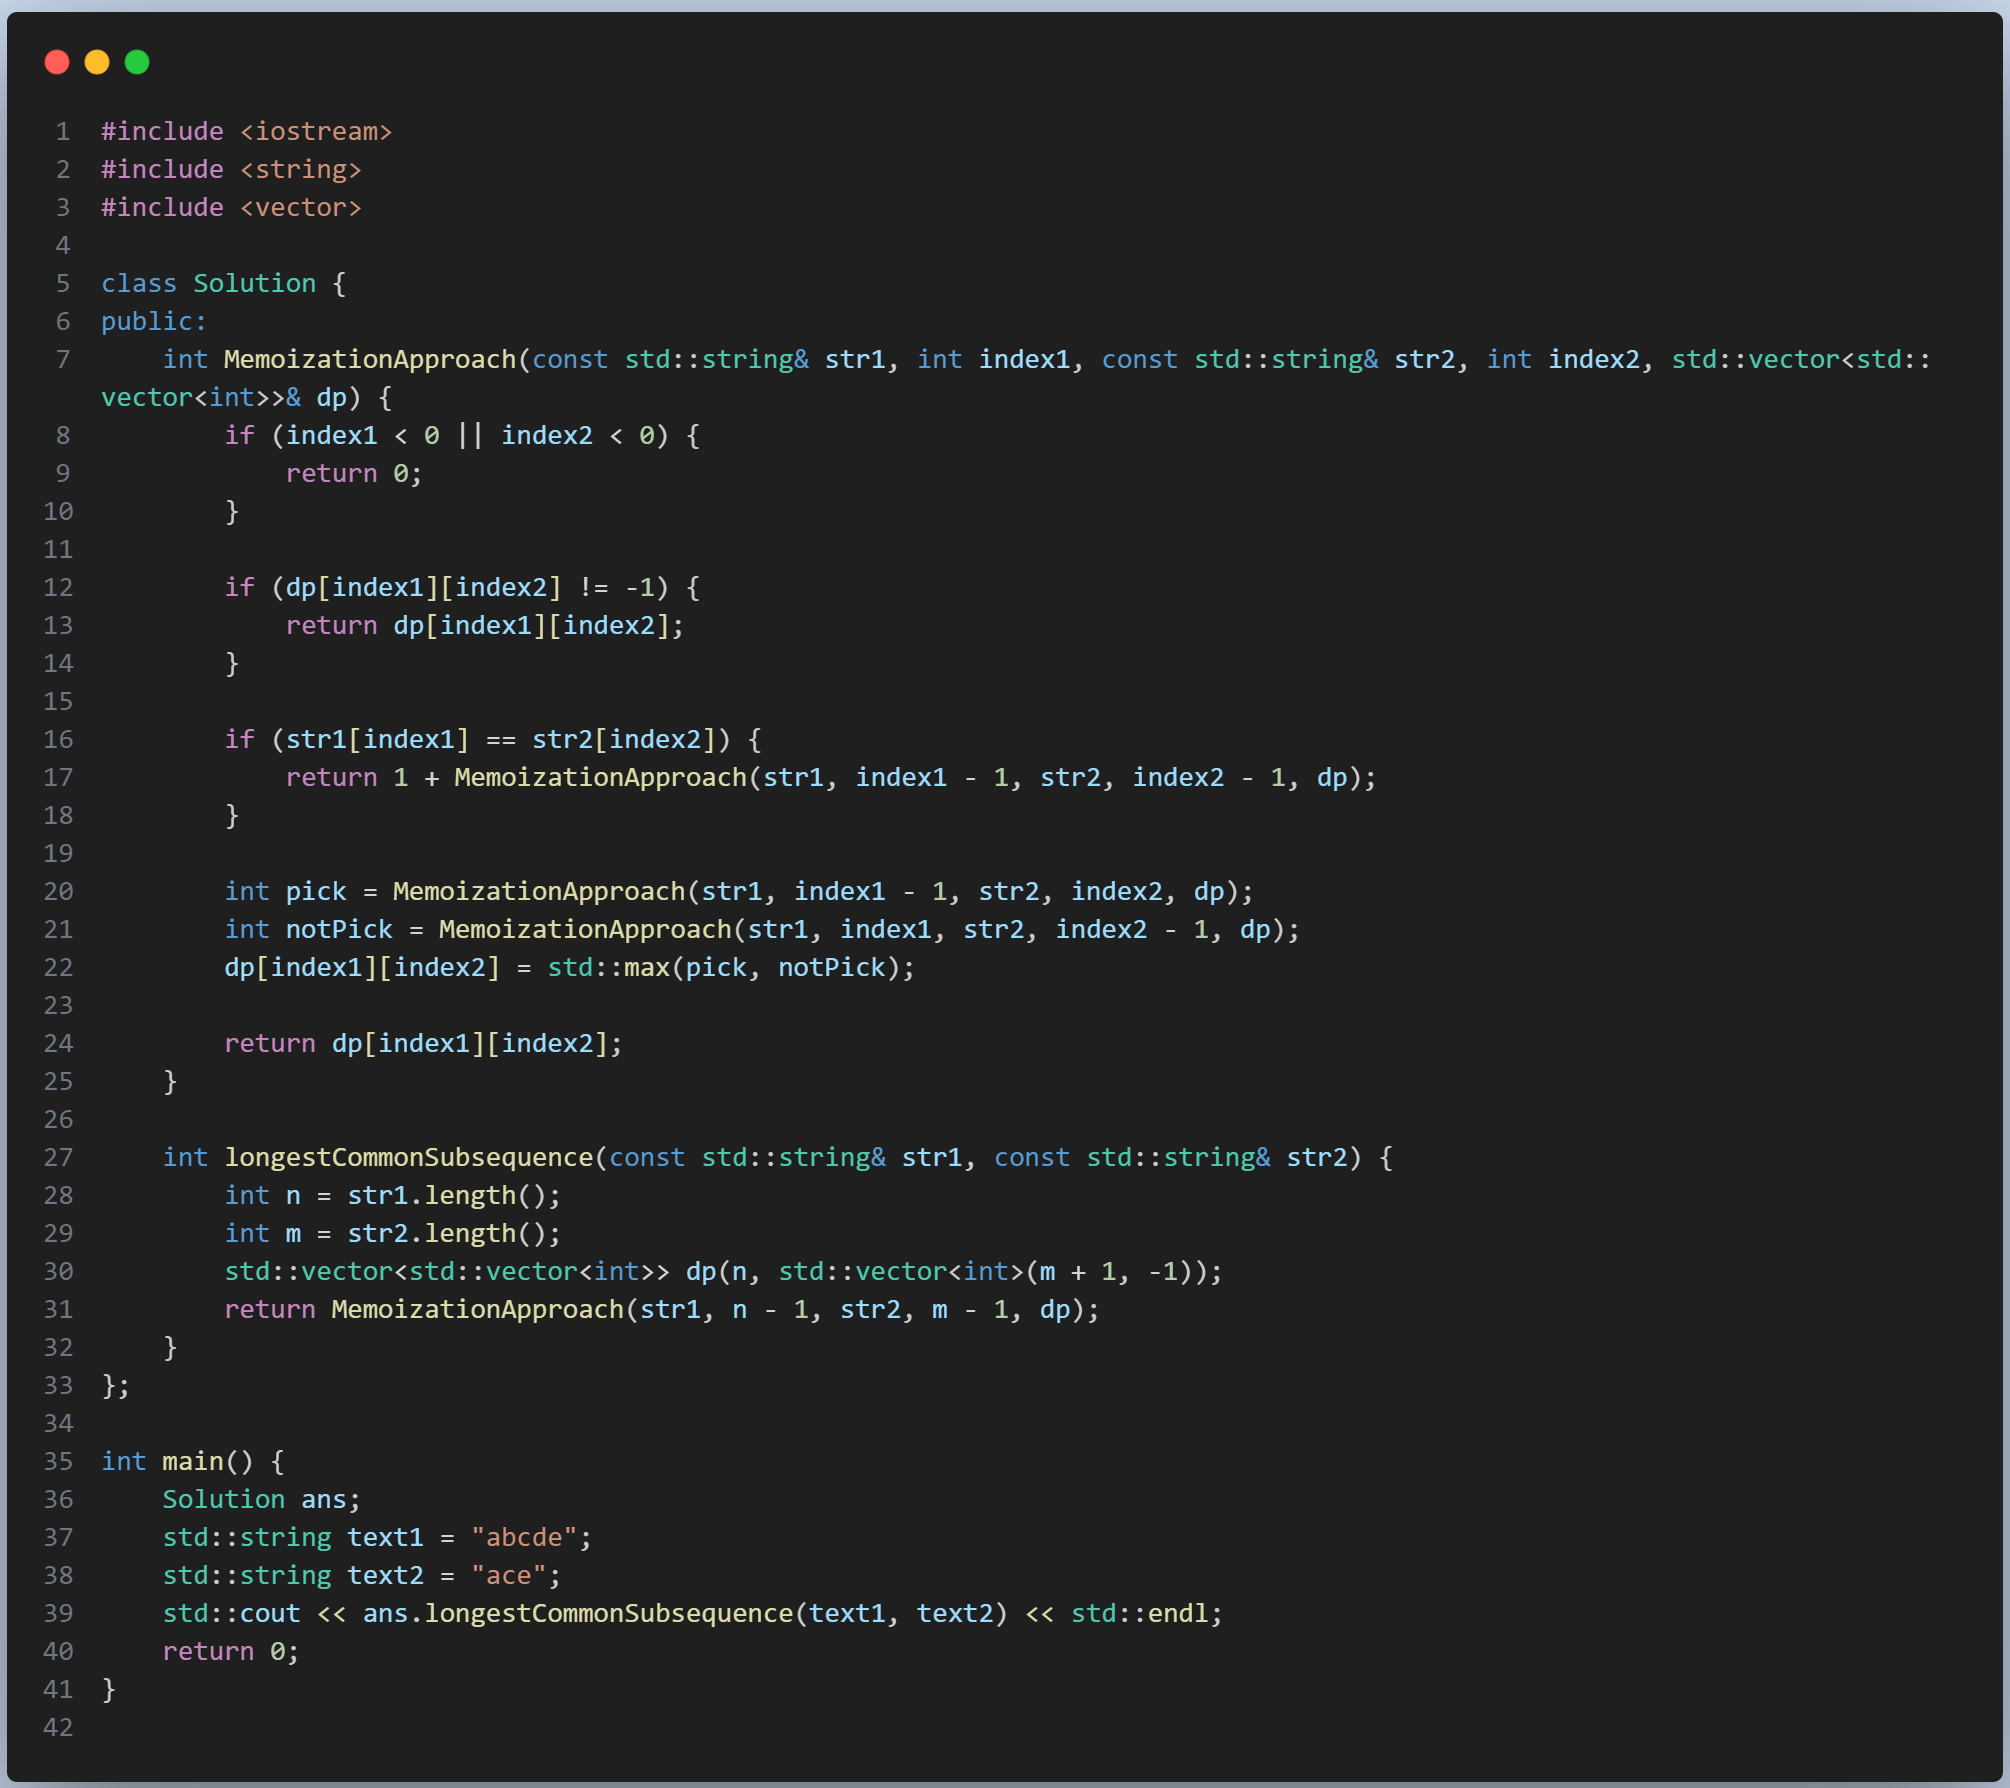 1 #include <iostream>
2 #include <string>
3 #include <vector>
4
5 class Solution {
6 public:
7     int MemoizationApproach(const std::string& str1, int index1, const std::string& str2, int index2, std::vector<std::
vector<int>>& dp) {
8         if (index1 < 0 || index2 < 0) {
9             return 0;
10         }
11
12         if (dp[index1][index2] != -1) {
13             return dp[index1][index2];
14         }
15
16         if (str1[index1] == str2[index2]) {
17             return 1 + MemoizationApproach(str1, index1 - 1, str2, index2 - 1, dp);
18         }
19
20         int pick = MemoizationApproach(str1, index1 - 1, str2, index2, dp);
21         int notPick = MemoizationApproach(str1, index1, str2, index2 - 1, dp);
22         dp[index1][index2] = std::max(pick, notPick);
23
24         return dp[index1][index2];
25     }
26
27     int longestCommonSubsequence(const std::string& str1, const std::string& str2) {
28         int n = str1.length();
29         int m = str2.length();
30         std::vector<std::vector<int>> dp(n, std::vector<int>(m + 1, -1));
31         return MemoizationApproach(str1, n - 1, str2, m - 1, dp);
32     }
33 };
34
35 int main() {
36     Solution ans;
37     std::string text1 = "abcde";
38     std::string text2 = "ace";
39     std::cout << ans.longestCommonSubsequence(text1, text2) << std::endl;
40     return 0;
41 }
42